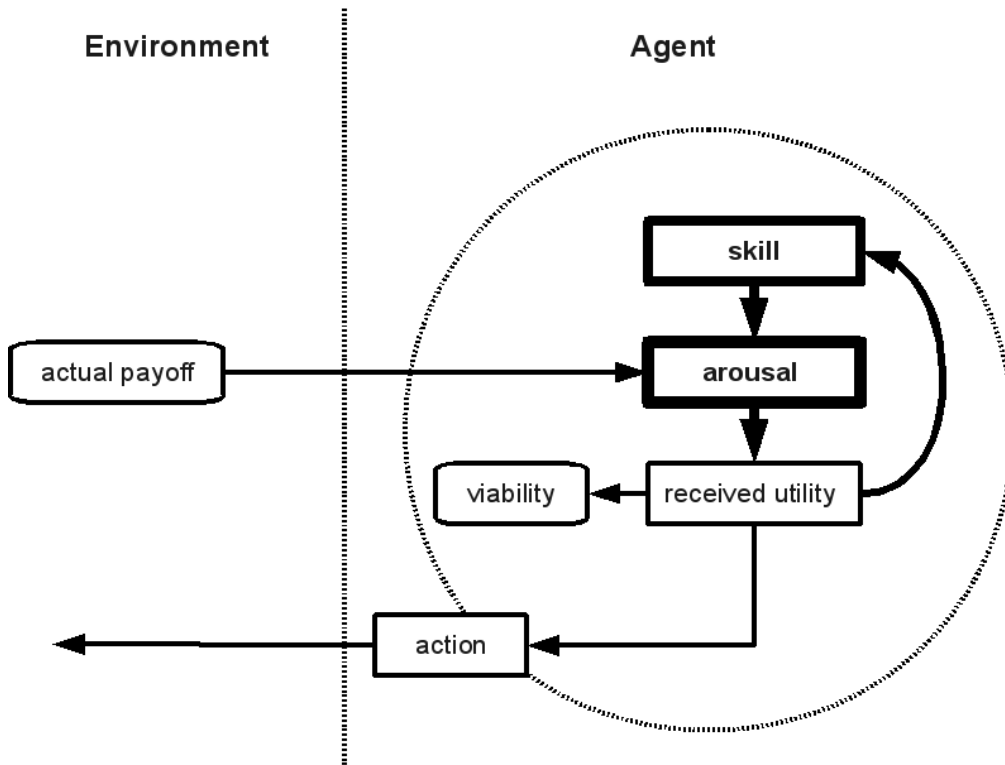 Environment
Agent
skill
actual payoff
arousal
viability
received utility
action